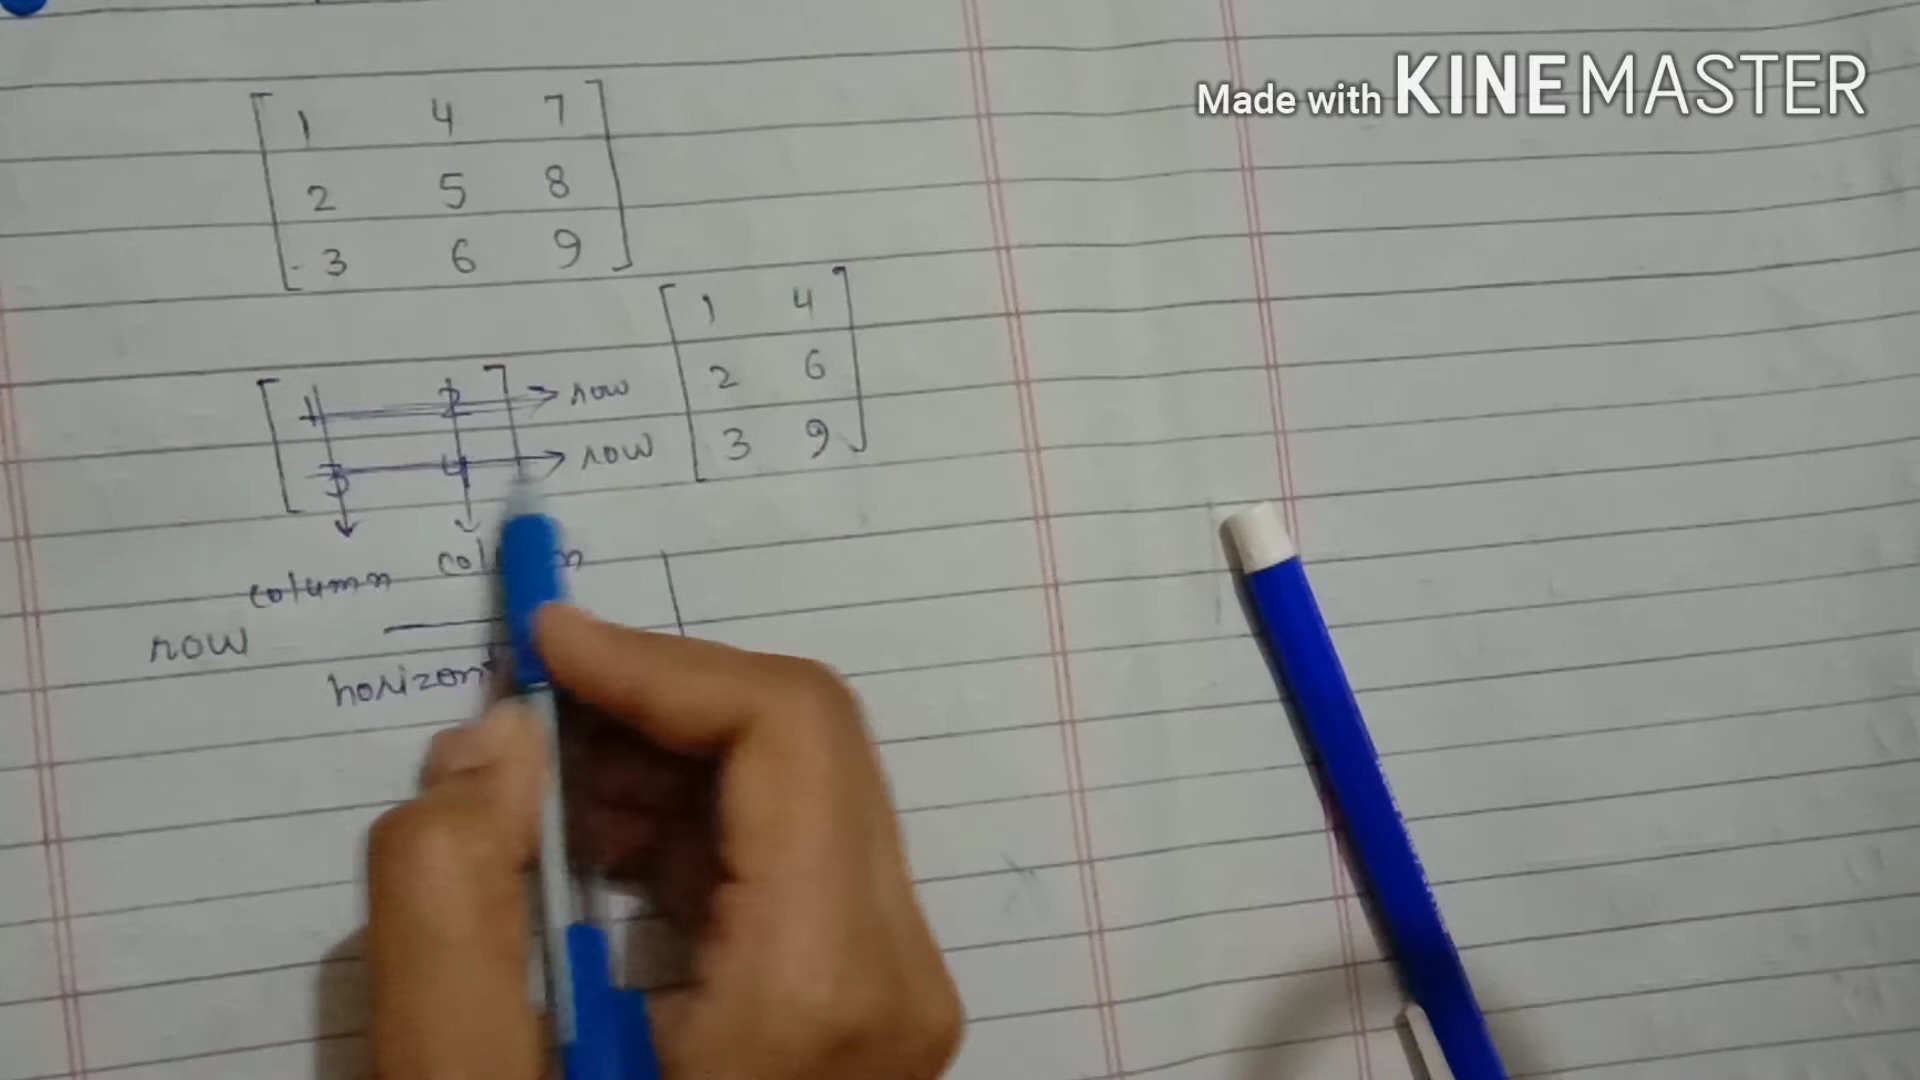 Made with KINEMASTER
1 4 7
2 5 8
3 6 9
1 4
2 6
3 9
1 2 → row
3 4 → row
column
row